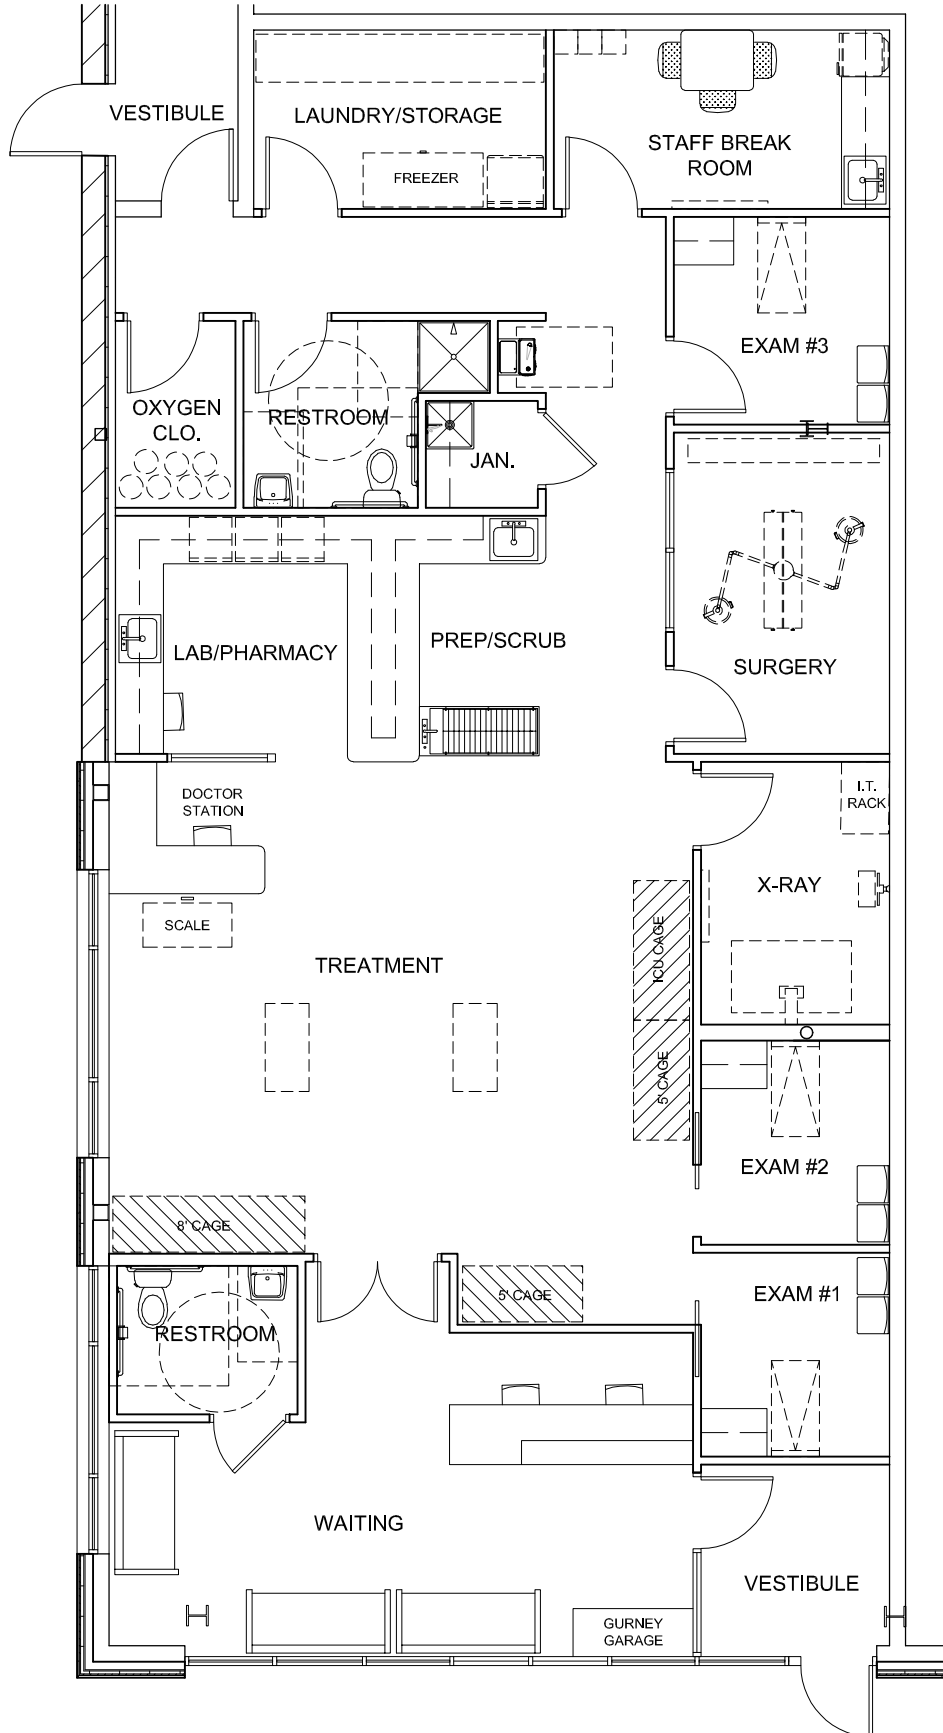 VESTIBULE
LAUNDRY/STORAGE
FREEZER
STAFF BREAK
ROOM
EXAM #3
OXYGEN
CLO.
RESTROOM
JAN.
LAB/PHARMACY
PREP/SCRUB
SURGERY
DOCTOR
STATION
I.T.
RACK
X-RAY
SCALE
TREATMENT
ICU CAGE
5' CAGE
EXAM #2
8' CAGE
5' CAGE
EXAM #1
RESTROOM
WAITING
VESTIBULE
GURNEY
GARAGE